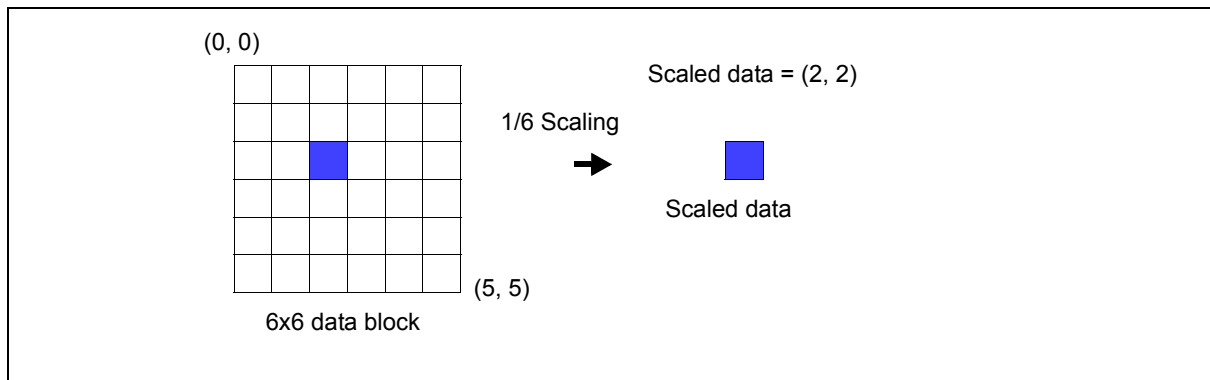 (0, 0)
Scaled data = (2, 2)
1/6 Scaling
Scaled data
(5, 5)
6x6 data block